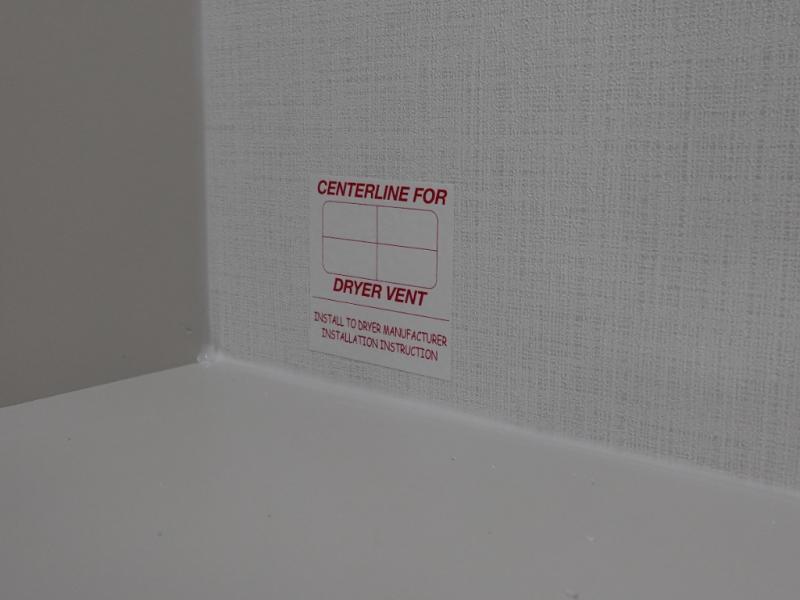 CENTERLINE FOR
DRYER VENT
INSTALL TO DRYER MANUFACTURER
INSTALLATION INSTRUCTION